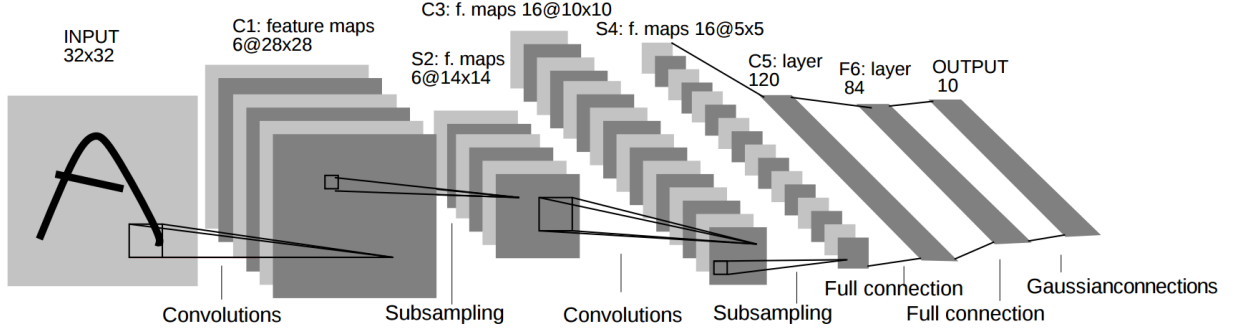 INPUT
32x32
C1: feature maps
6@28x28
S2: f. maps
6@14x14
C3: f. maps 16@10x10
S4: f. maps 16@5x5
C5: layer
120
F6: layer
84
OUTPUT
10
Convolutions
Subsampling
Convolutions
Subsampling
Full connection
Full connection
Gaussianconnections